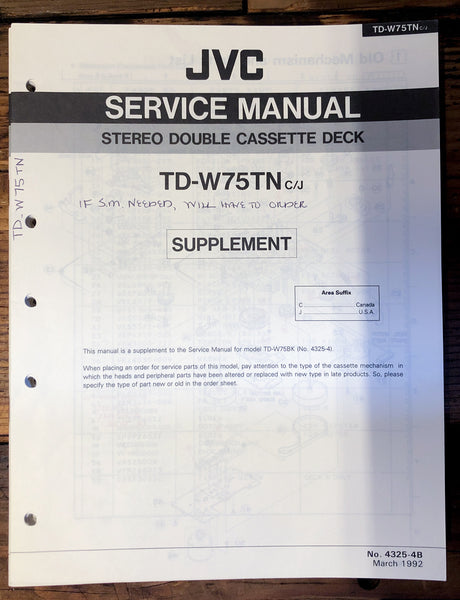 TD-W75TN C/J
JVC
SERVICE MANUAL
STEREO DOUBLE CASSETTE DECK
TD-W75TN C/J
IF S.M. NEEDED, WILL HAVE TO ORDER
TD-W75TN
SUPPLEMENT
Area Suffix
C Canada
J U.S.A.
This manual is a supplement to the Service Manual for model TD-W75BK (No. 4325-4).
When placing an order for service parts of this model, pay attention to the type of the cassette mechanism in
which the heads and peripheral parts have been altered or replaced with new type in late products. So, please
specify the type of part new or old in the order sheet.
No. 4325-4B
March 1992